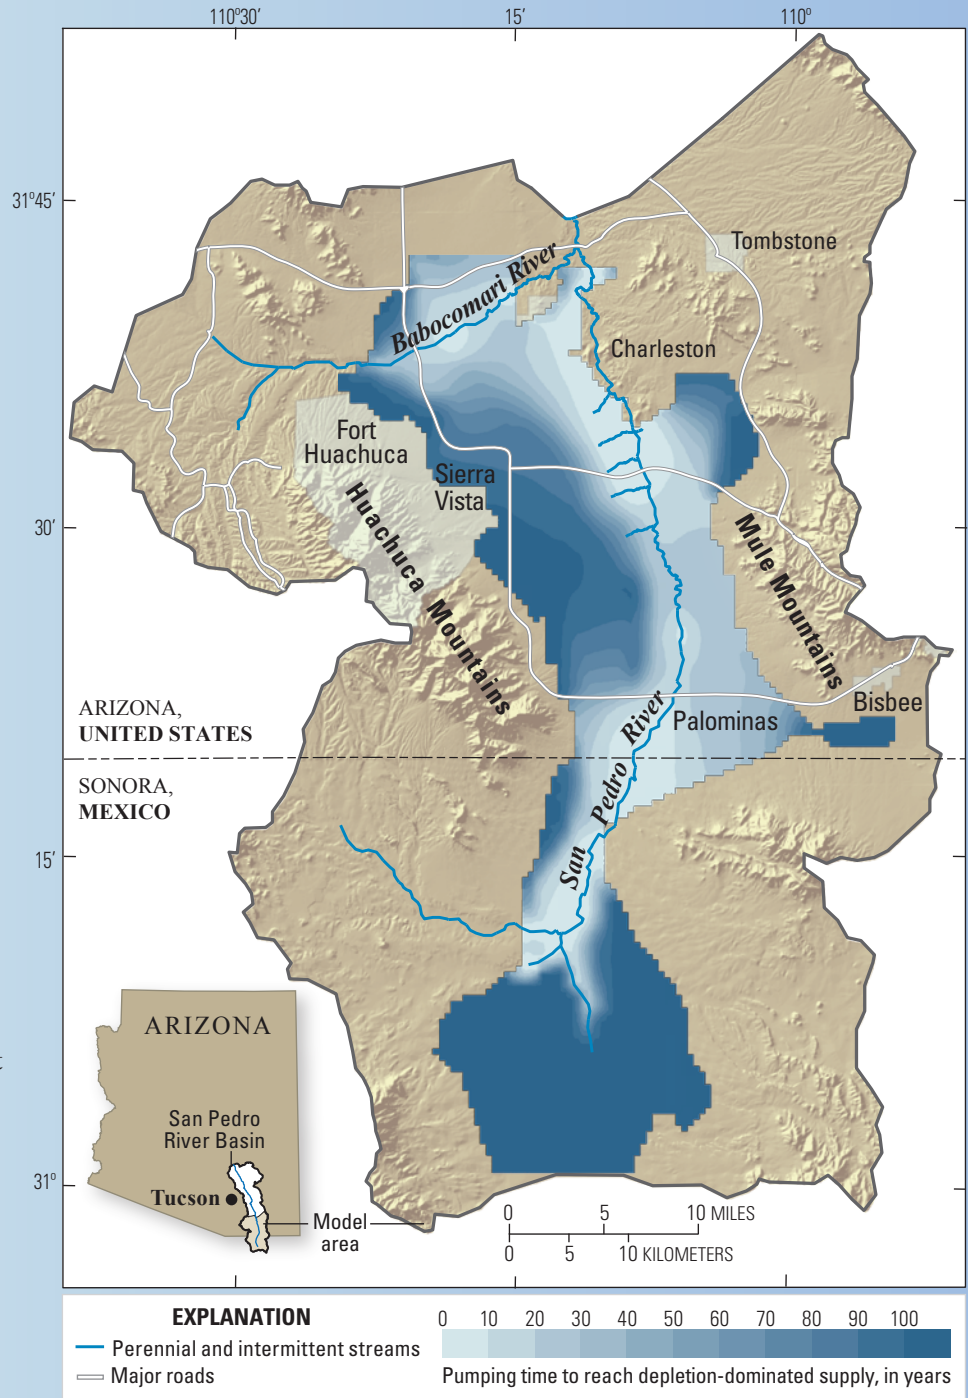 110°30′
15′
110°
31°45′
Tombstone
Babocomari River
Charleston
Fort
Huachuca
Sierra
Vista
Huachuca Mountains
30′
Mule Mountains
ARIZONA,
UNITED STATES
San Pedro River
Palominas
Bisbee
SONORA,
MEXICO
15′
ARIZONA
t
San Pedro
River Basin
Tucson
Model
area
31°
0 5 10 MILES
0 5 10 KILOMETERS
EXPLANATION
Perennial and intermittent streams
Major roads
0 10 20 30 40 50 60 70 80 90 100
Pumping time to reach depletion-dominated supply, in years